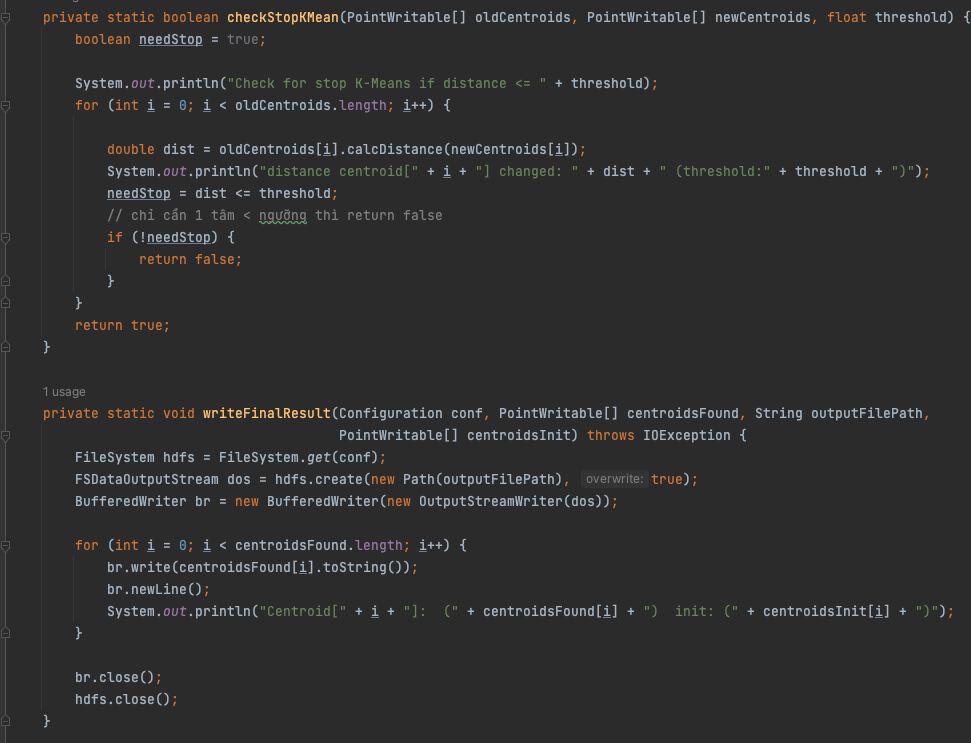 private static boolean checkStopKMean(PointWritable[] oldCentroids, PointWritable[] newCentroids, float threshold) {
    boolean needStop = true;

    System.out.println("Check for stop K-Means if distance <= " + threshold);
    for (int i = 0; i < oldCentroids.length; i++) {

        double dist = oldCentroids[i].calcDistance(newCentroids[i]);
        System.out.println("distance centroid[" + i + "] changed: " + dist + " (threshold:" + threshold + ")");
        needStop = dist <= threshold;
        // chỉ cần 1 tâm < ngưỡng thì return false
        if (!needStop) {
            return false;
        }
    }
    return true;
}

1 usage
private static void writeFinalResult(Configuration conf, PointWritable[] centroidsFound, String outputFilePath,
                                     PointWritable[] centroidsInit) throws IOException {
    FileSystem hdfs = FileSystem.get(conf);
    FSDataOutputStream dos = hdfs.create(new Path(outputFilePath), overwrite: true);
    BufferedWriter br = new BufferedWriter(new OutputStreamWriter(dos));

    for (int i = 0; i < centroidsFound.length; i++) {
        br.write(centroidsFound[i].toString());
        br.newLine();
        System.out.println("Centroid[" + i + "]:  (" + centroidsFound[i] + ")  init: (" + centroidsInit[i] + ")");
    }

    br.close();
    hdfs.close();
}